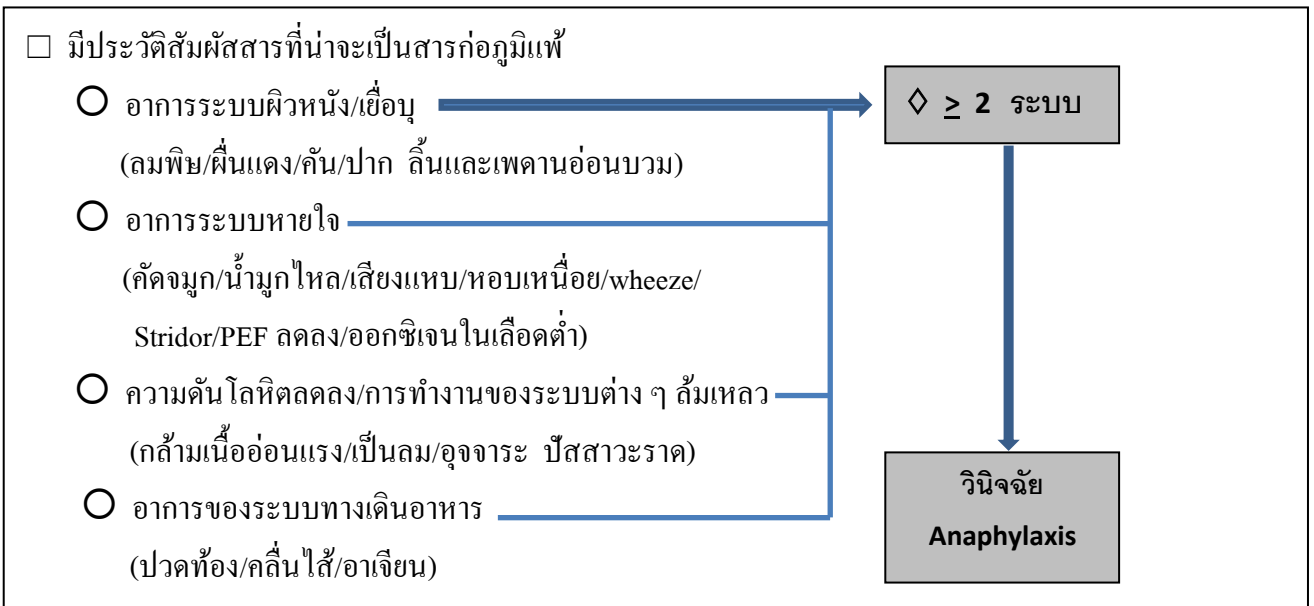 □ มีประวัติสัมผัสสารที่น่าจะเป็นสารก่อภูมิแพ้
○ อาการระบบผิวหนัง/เยื่อบุ
(ลมพิษ/ผื่นแดง/คัน/ปาก ลิ้นและเพดานอ่อนบวม)
○ อาการระบบหายใจ
(คัดจมูก/น้ำมูกไหล/เสียงแหบ/หอบเหนื่อย/wheeze/
Stridor/PEF ลดลง/ออกซิเจนในเลือดต่ำ)
○ ความดันโลหิตลดลง/การทำงานของระบบต่าง ๆ ล้มเหลว
(กล้ามเนื้ออ่อนแรง/เป็นลม/อุจจาระ ปัสสาวะราด)
○ อาการของระบบทางเดินอาหาร
(ปวดท้อง/คลื่นไส้/อาเจียน)
◊ ≥ 2 ระบบ
วินิจฉัย
Anaphylaxis